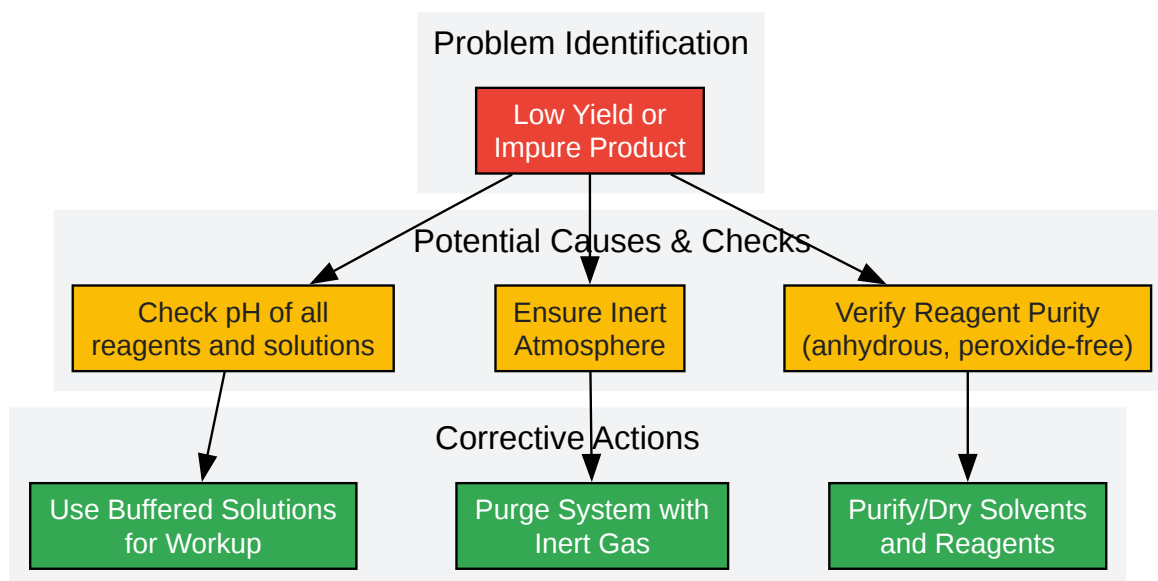 Problem Identification
Low Yield or
Impure Product
Potential Causes & Checks
Check pH of all
reagents and solutions
Ensure Inert
Atmosphere
Verify Reagent Purity
(anhydrous, peroxide-free)
Corrective Actions
Use Buffered Solutions
for Workup
Purge System with
Inert Gas
Purify/Dry Solvents
and Reagents